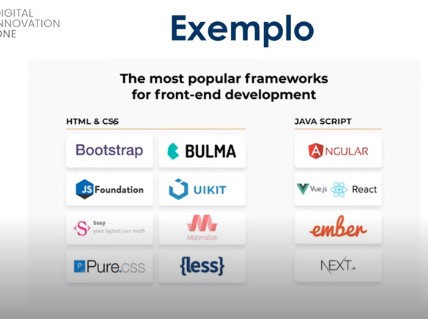 DIGITAL
INNOVATION
ONE
Exemplo
The most popular frameworks
for front-end development
HTML & CSS
JAVA SCRIPT
Bootstrap
BULMA
ANGULAR
JS Foundation
UIKIT
Vue.js
React
S
Susy
your layout | our math
Materialize
ember
P Pure.css
{less}
NEXT.JS